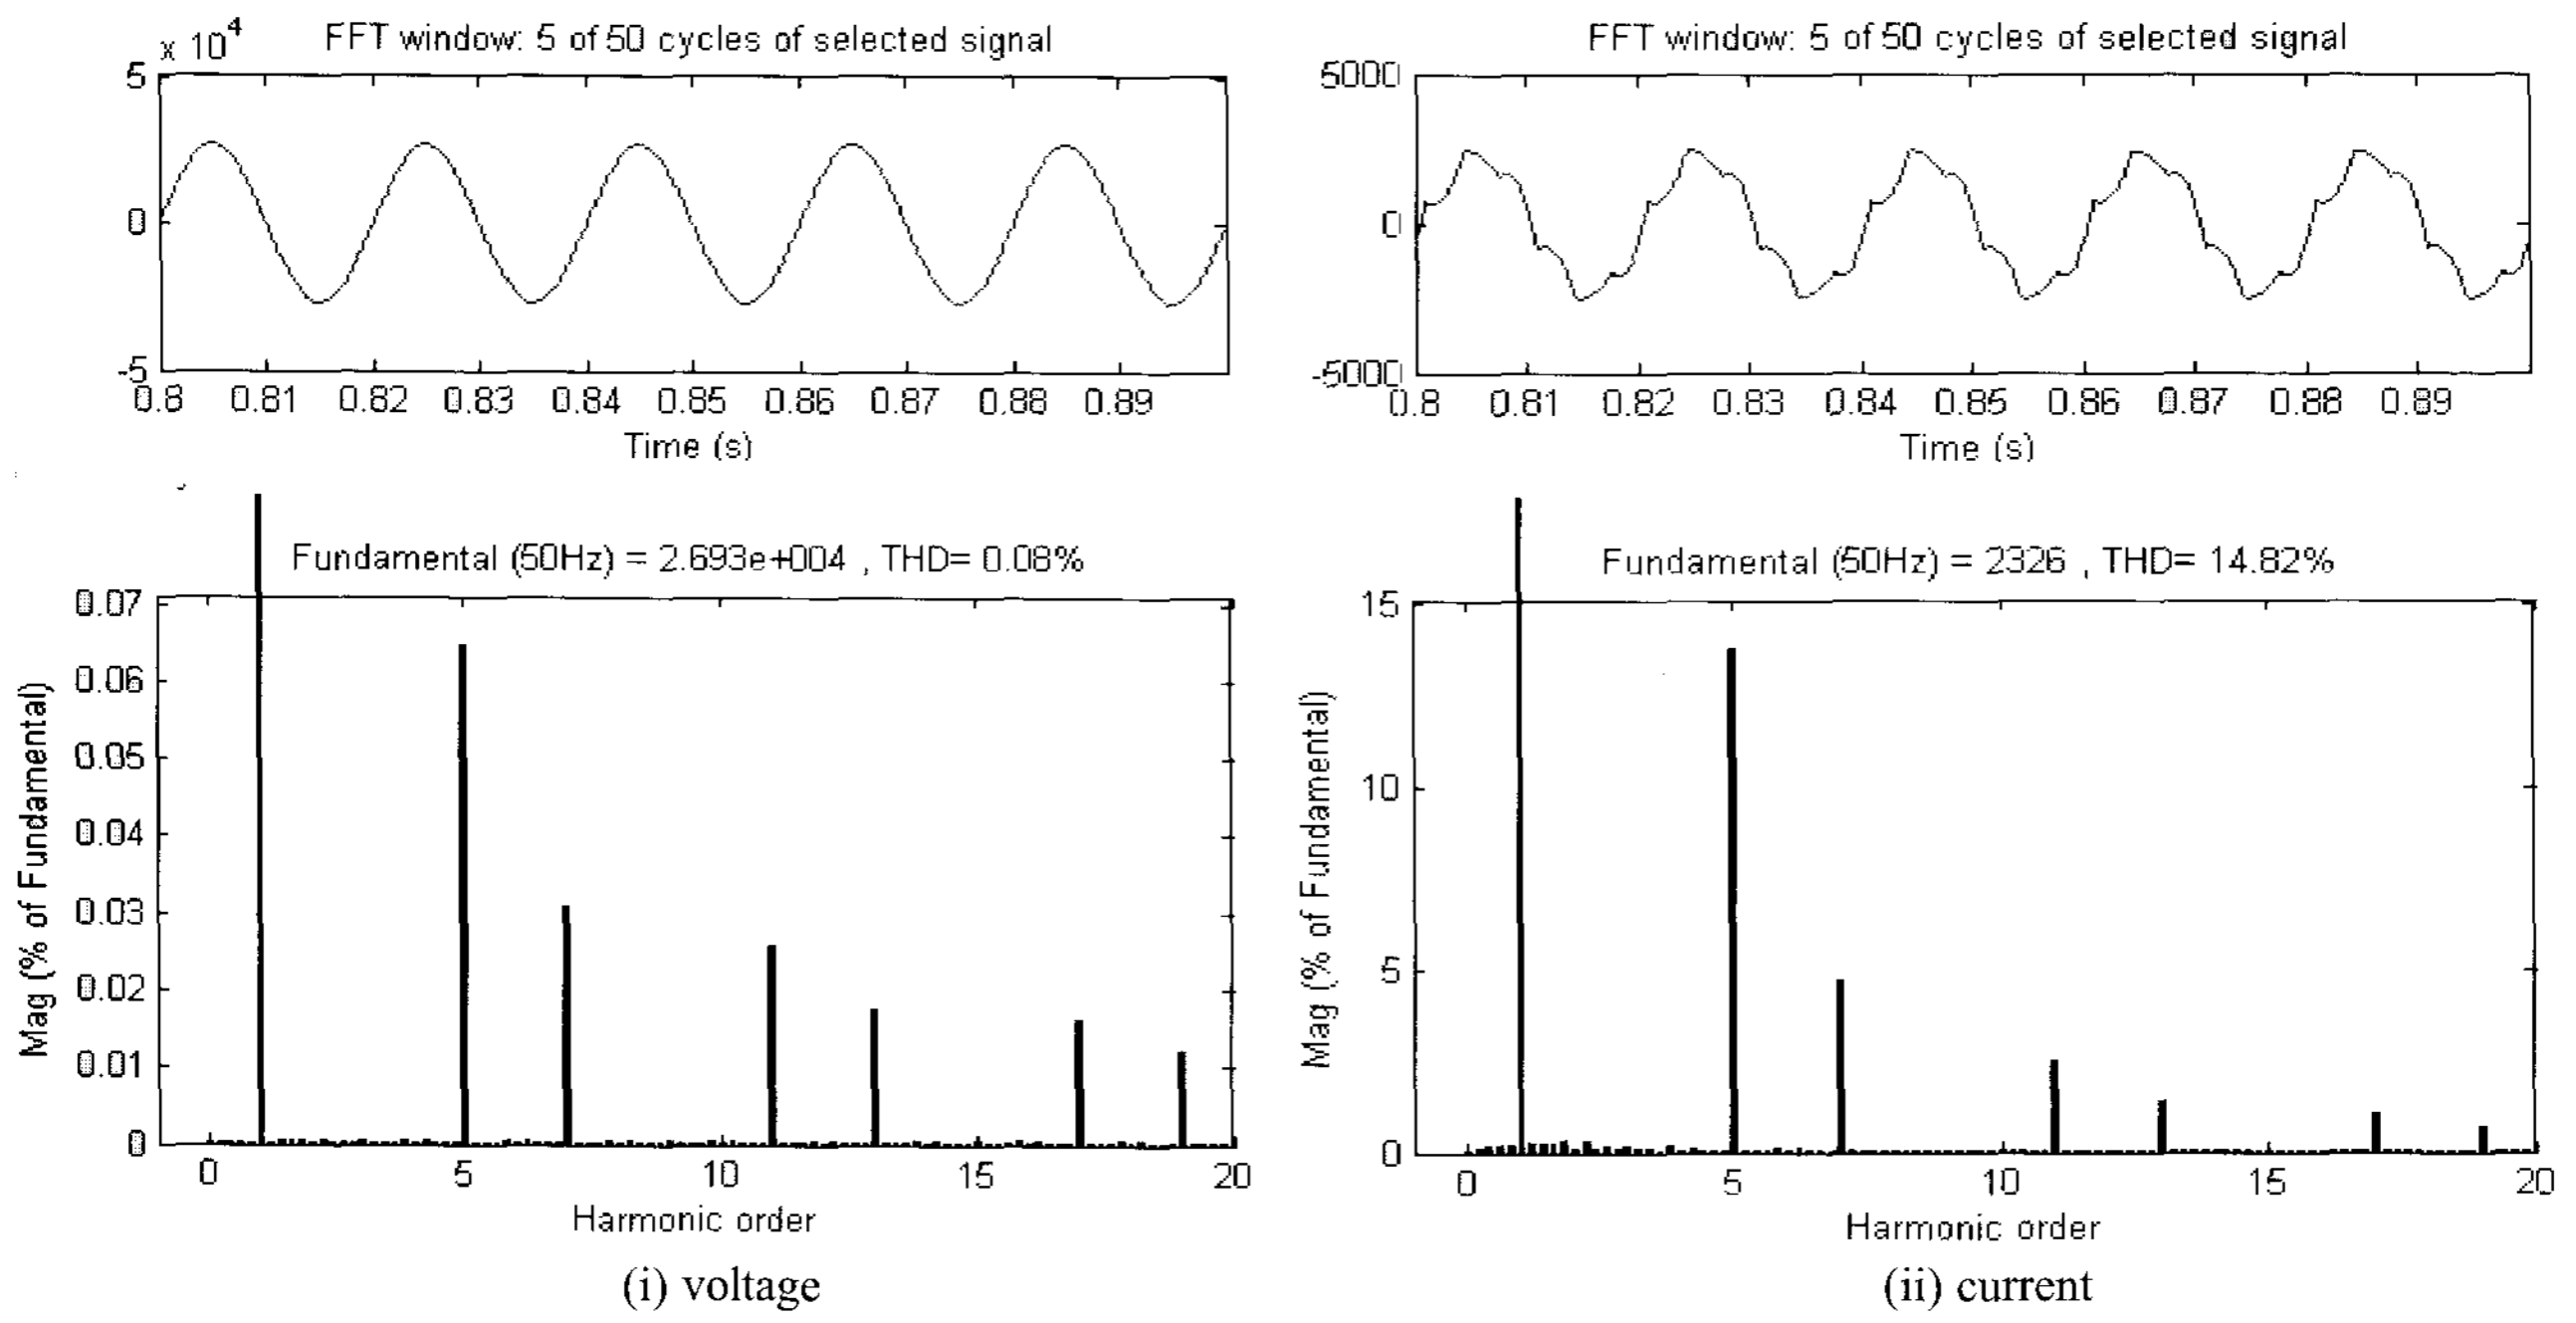 x 10^4
FFT window: 5 of 50 cycles of selected signal
5
0
-5
0.8 0.81 0.82 0.83 0.84 0.85 0.86 0.87 0.88 0.89
Time (s)
FFT window: 5 of 50 cycles of selected signal
5000
0
-5000
0.8 0.81 0.82 0.83 0.84 0.85 0.86 0.87 0.88 0.89
Time (s)
Fundamental (50Hz) = 2.693e+004 , THD= 0.08%
0.07
0.06
0.05
0.04
0.03
0.02
0.01
0
Mag (% of Fundamental)
0 5 10 15 20
Harmonic order
(i) voltage
Fundamental (50Hz) = 2326 , THD= 14.82%
15
10
5
0
Mag (% of Fundamental)
0 5 10 15 20
Harmonic order
(ii) current